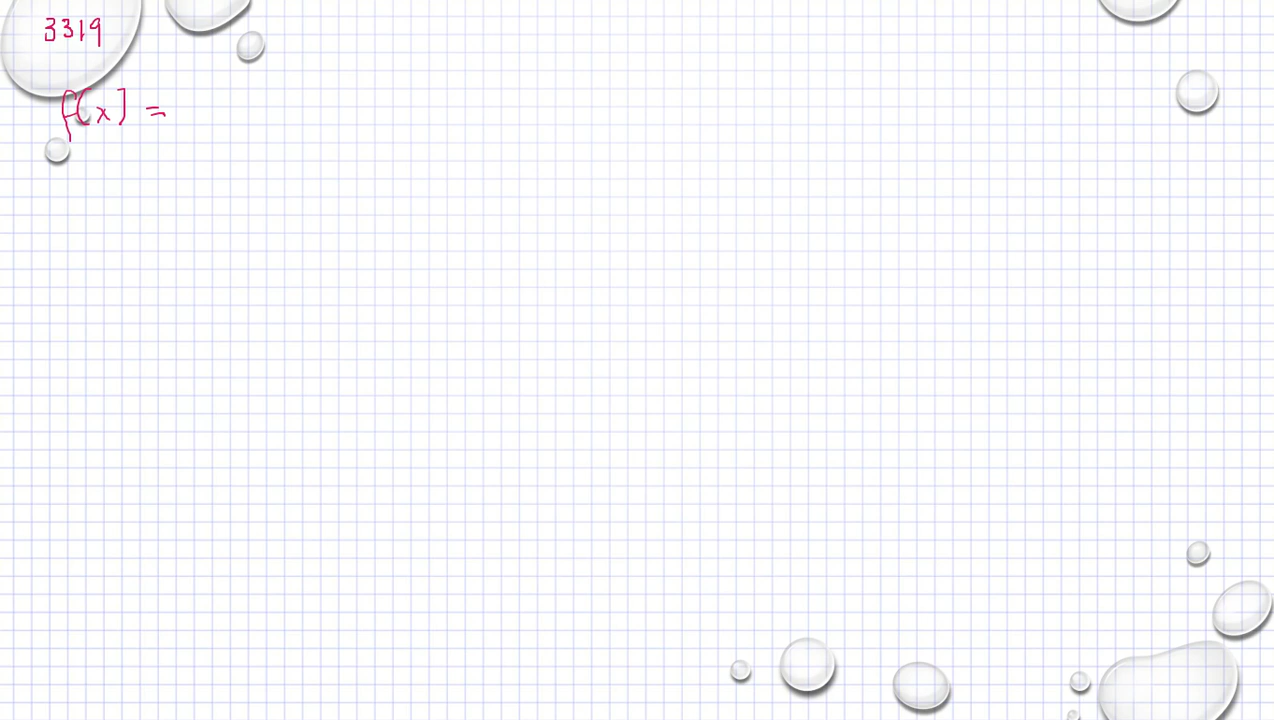 3319
f(x) =